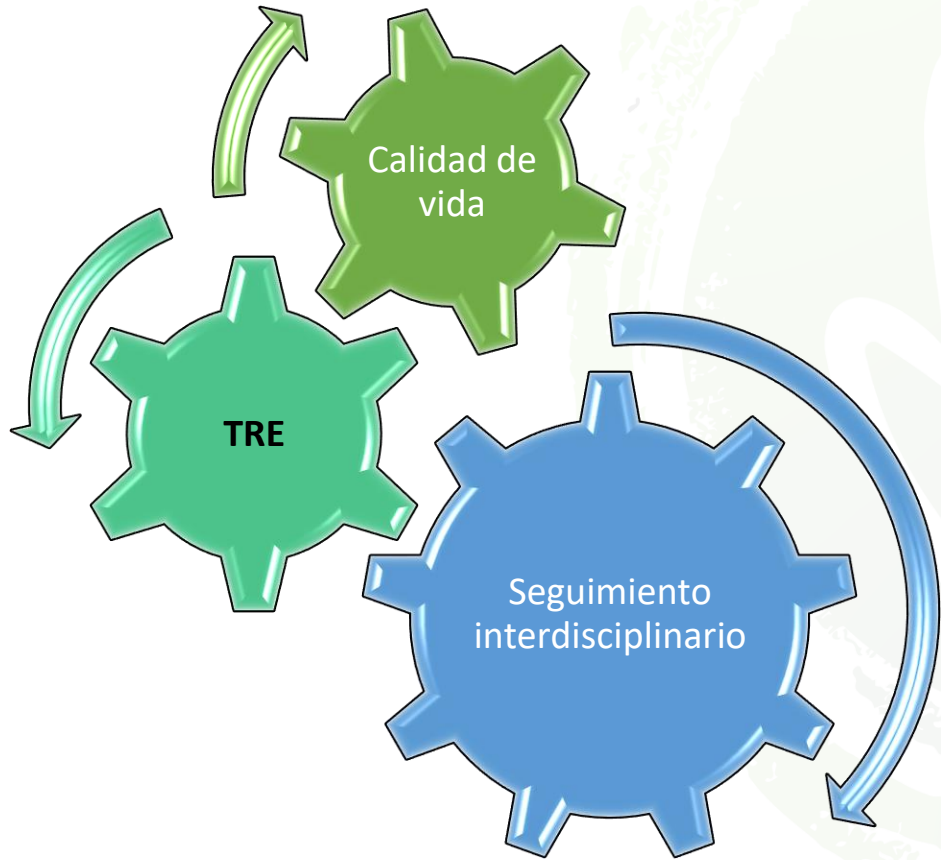 Calidad de
vida
TRE
Seguimiento
interdisciplinario